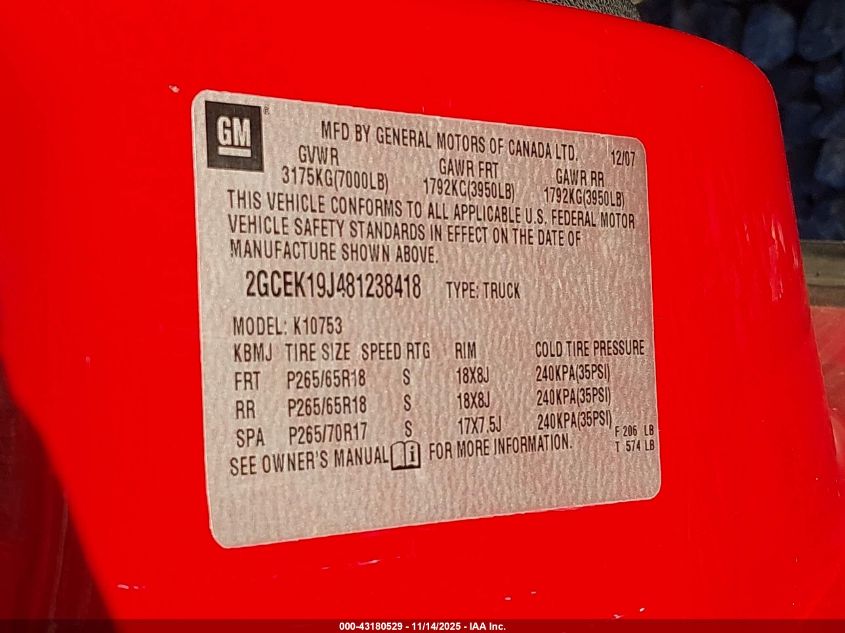 GM ®
MFD BY GENERAL MOTORS OF CANADA LTD. 12/07
GVWR GAWR FRT GAWR RR
3175KG(7000LB) 1792KG(3950LB) 1792KG(3950LB)
THIS VEHICLE CONFORMS TO ALL APPLICABLE U.S. FEDERAL MOTOR
VEHICLE SAFETY STANDARDS IN EFFECT ON THE DATE OF
MANUFACTURE SHOWN ABOVE.
2GCEK19J481238418 TYPE: TRUCK
MODEL: K10753
KBMJ TIRE SIZE SPEED RTG RIM COLD TIRE PRESSURE
FRT P265/65R18 S 18X8J 240KPA(35PSI)
RR P265/65R18 S 18X8J 240KPA(35PSI)
SPA P265/70R17 S 17X7.5J 240KPA(35PSI)
F 206 LB
SEE OWNER'S MANUAL i FOR MORE INFORMATION. T 574 LB
000-43180529 - 11/14/2025 - IAA Inc.